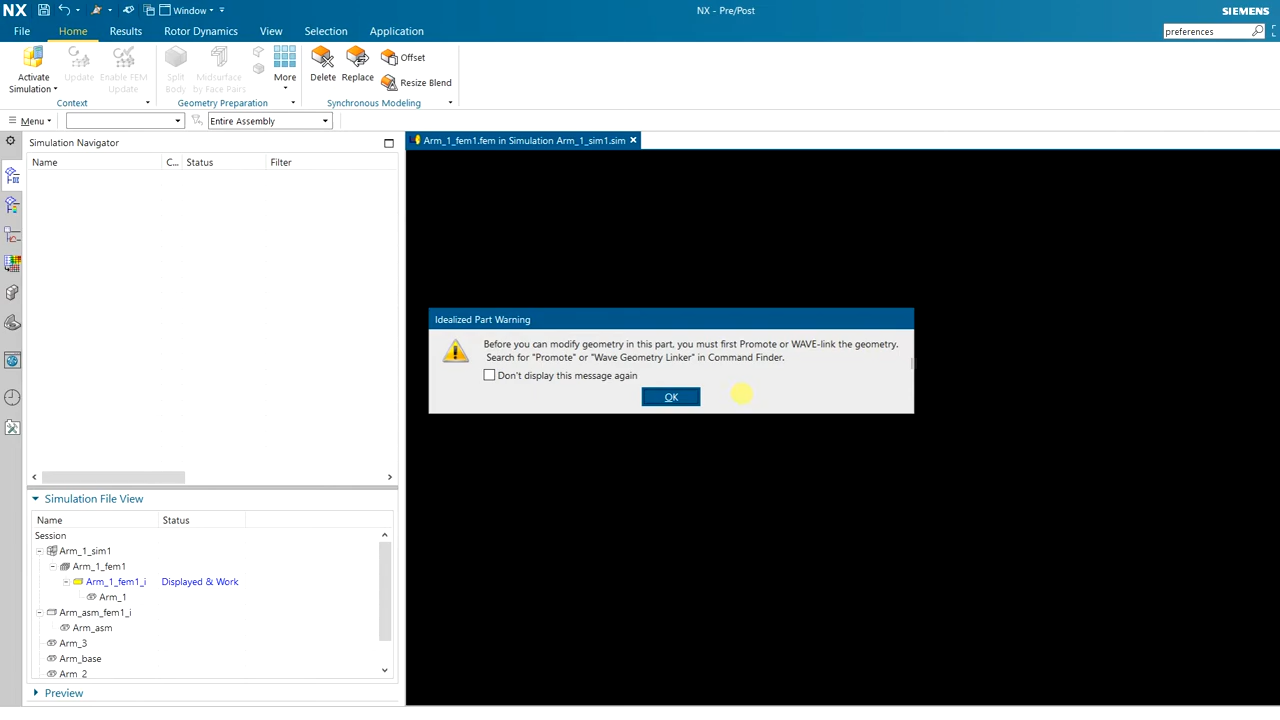 NX
Window
NX - Pre/Post
SIEMENS
File
Home
Results
Rotor Dynamics
View
Selection
Application
preferences
Activate
Simulation
Update
Enable FEM
Update
Split
Body
Midsurface
by Face Pairs
More
Delete
Replace
Offset
Resize Blend
Context
Geometry Preparation
Synchronous Modeling
Menu
Entire Assembly
Simulation Navigator
Arm_1_fem1.fem in Simulation Arm_1_sim1.sim
Name
C...
Status
Filter
Idealized Part Warning
Before you can modify geometry in this part, you must first Promote or WAVE-link the geometry.
Search for "Promote" or "Wave Geometry Linker" in Command Finder.
Don't display this message again
OK
Simulation File View
Name
Status
Session
Arm_1_sim1
Arm_1_fem1
Arm_1_fem1_i
Displayed & Work
Arm_1
Arm_asm_fem1_i
Arm_asm
Arm_3
Arm_base
Arm_2
Preview